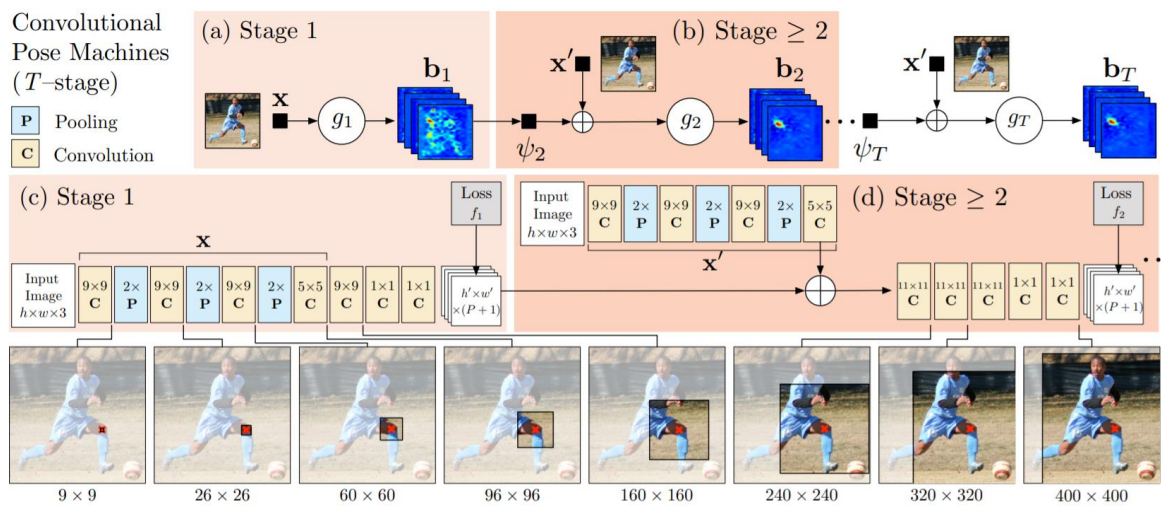 Convolutional
Pose Machines
(T–stage)
P Pooling
C Convolution
(a) Stage 1
x
g₁
b₁
(b) Stage ≥ 2
x′
ψ₂
g₂
b₂
x′
ψ_T
g_T
b_T
(c) Stage 1
Loss
f₁
x
Input
Image
h×w×3
9×9
C
2×
P
9×9
C
2×
P
9×9
C
2×
P
5×5
C
9×9
C
1×1
C
1×1
C
h′×w′
×(P+1)
(d) Stage ≥ 2
Input
Image
h×w×3
9×9
C
2×
P
9×9
C
2×
P
9×9
C
2×
P
5×5
C
x′
11×11
C
11×11
C
11×11
C
1×1
C
1×1
C
Loss
f₂
h′×w′
×(P+1)
9 × 9
26 × 26
60 × 60
96 × 96
160 × 160
240 × 240
320 × 320
400 × 400